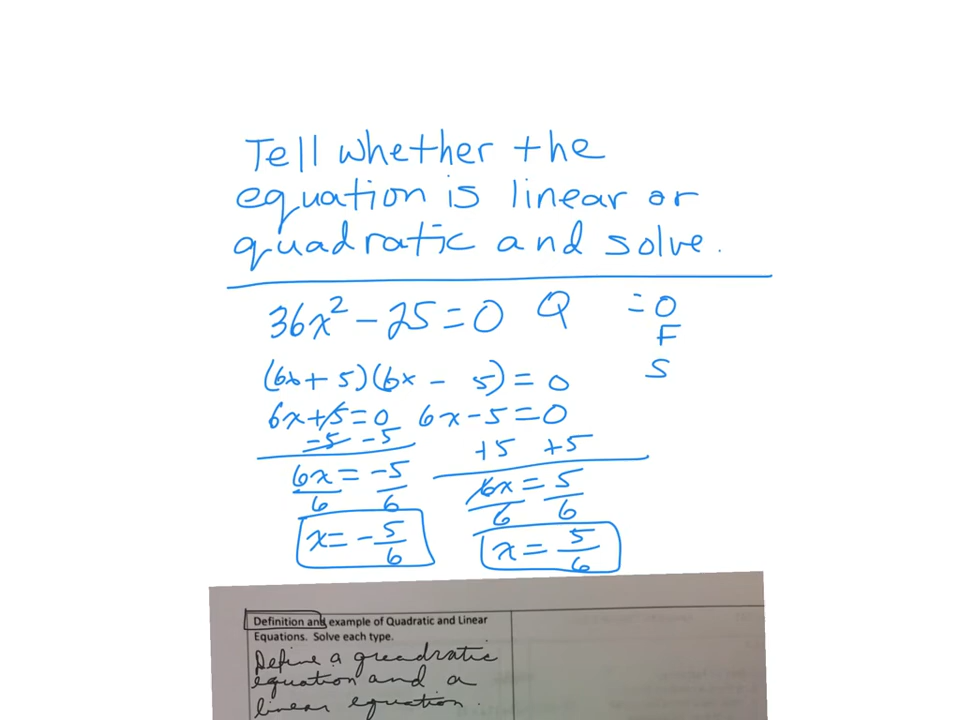 Tell whether the
equation is linear or
quadratic and solve.
36x² - 25 = 0 Q = 0
F
(6x + 5)(6x - 5) = 0 S
6x + 5 = 0 6x - 5 = 0
-5 -5 +5 +5
6x = -5 6x = 5
6 6 6 6
x = - 5/6 x = 5/6
Definition and example of Quadratic and Linear
Equations. Solve each type.
Define a quadratic
equation and a
linear equation.